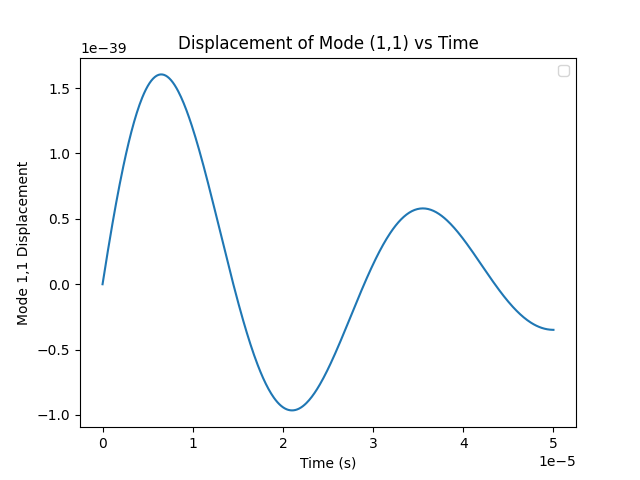 Displacement of Mode (1,1) vs Time
1e−39
1.5
1.0
0.5
0.0
−0.5
−1.0
Mode 1,1 Displacement
0 1 2 3 4 5
1e−5
Time (s)